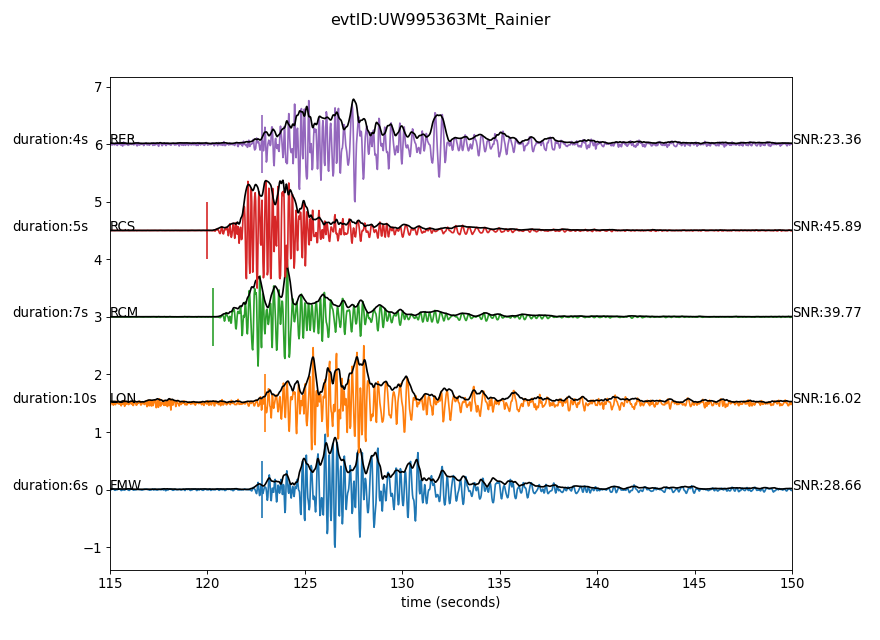 evtID:UW995363Mt_Rainier
7
duration:4s RER SNR:23.36
6
5
duration:5s RCS SNR:45.89
4
duration:7s RCM SNR:39.77
3
2
duration:10s LON SNR:16.02
1
duration:6s FMW SNR:28.66
0
−1
115 120 125 130 135 140 145 150
time (seconds)